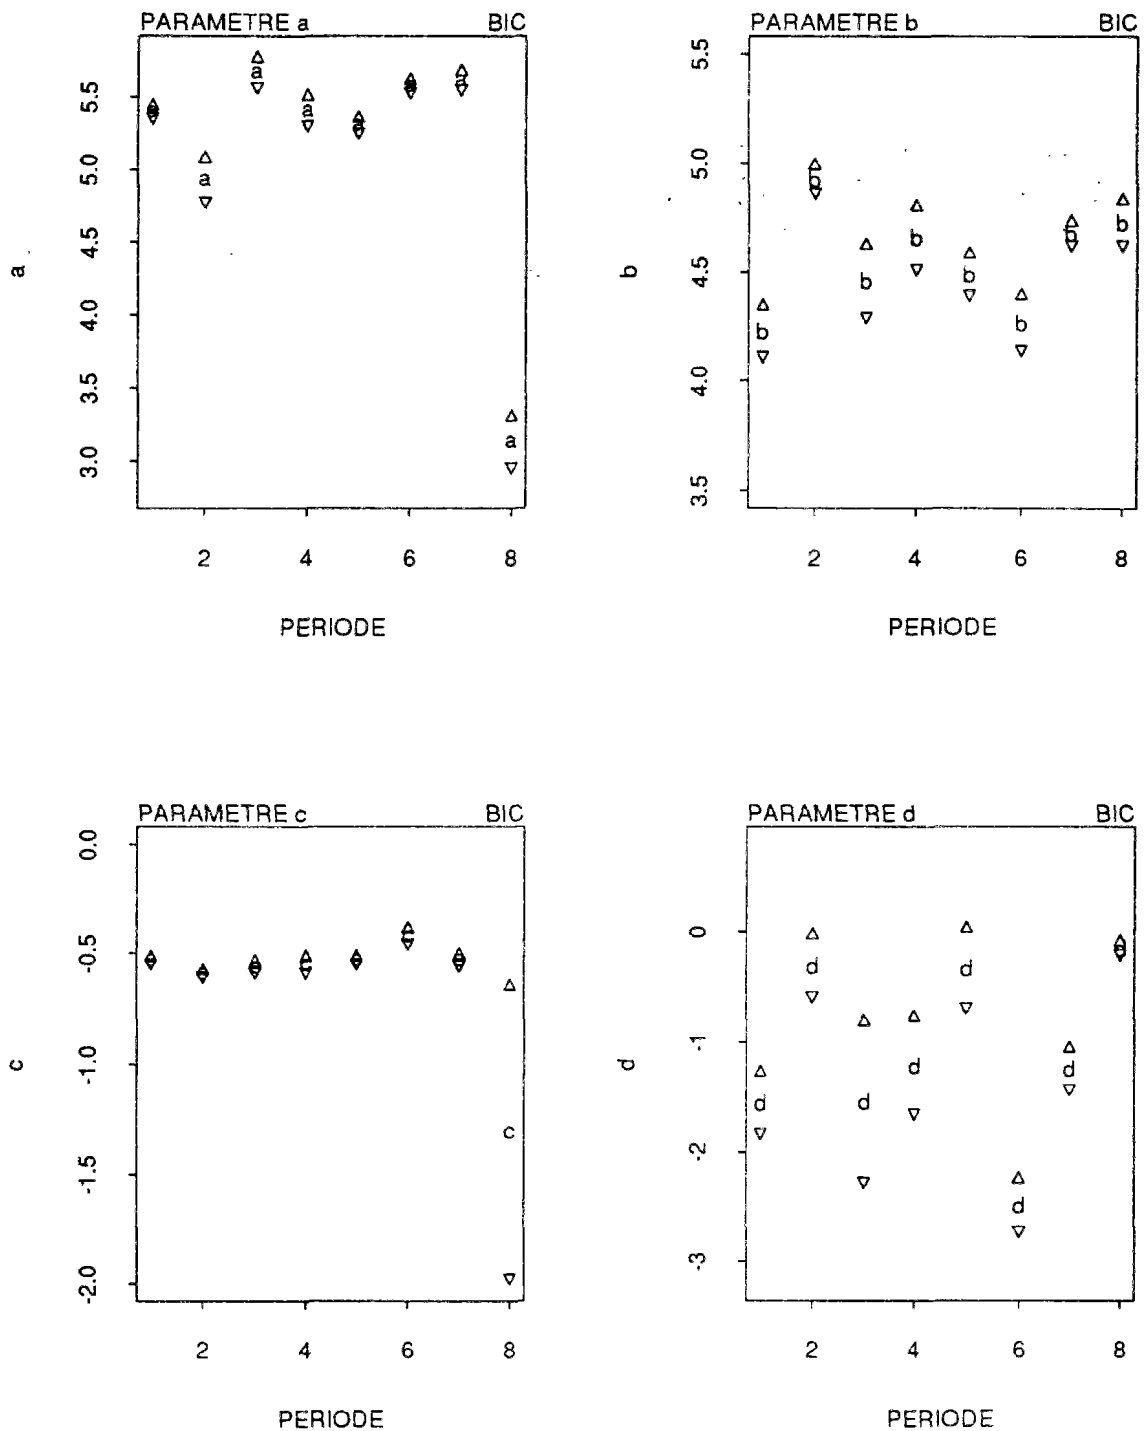 PARAMETRE a BIC
5.5
5.0
4.5
4.0
3.5
3.0
a
a a a a a a a a
2 4 6 8
PERIODE
PARAMETRE b BIC
5.5
5.0
4.5
4.0
3.5
b
b b b b b b b b
2 4 6 8
PERIODE
PARAMETRE c BIC
0.0
-0.5
-1.0
-1.5
-2.0
c
c c c c c c c c
2 4 6 8
PERIODE
PARAMETRE d BIC
0
-1
-2
-3
d
d d d d d d d d
2 4 6 8
PERIODE